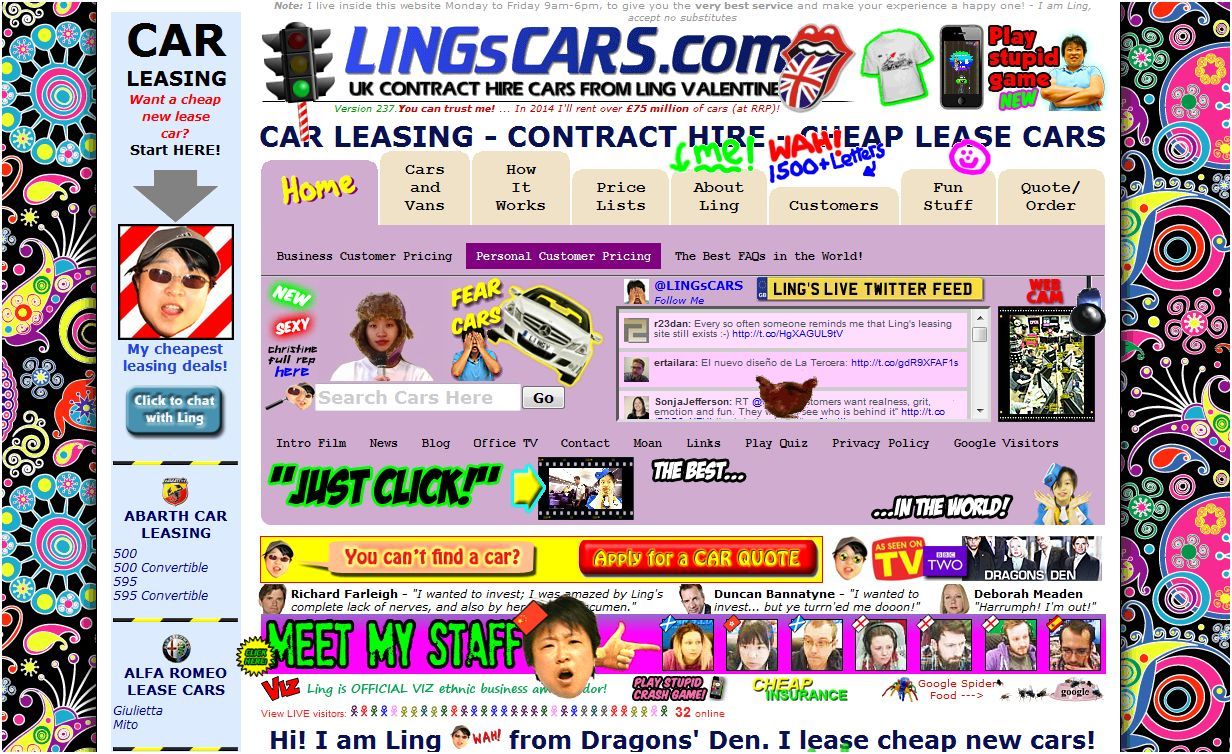 Note: I live inside this website Monday to Friday 9am-6pm, to give you the very best service and make your experience a happy one! - I am Ling,
accept no substitutes
LINGsCARS.com
UK CONTRACT HIRE CARS FROM LING VALENTINE
Play
stupid
game
NEW
Version 237.
You can trust me! ... In 2014 I'll rent over £75 million of cars (at RRP)!
CAR LEASING - CONTRACT HIRE - CHEAP LEASE CARS
me!
WAH!
1500+ Letters
Home
Cars
and
Vans
How
It
Works
Price
Lists
About
Ling
Customers
Fun
Stuff
Quote/
Order
Business Customer Pricing
Personal Customer Pricing
The Best FAQs in the World!
CAR
LEASING
Want a cheap
new lease
car?
Start HERE!
My cheapest
leasing deals!
Click to chat
with Ling
ABARTH CAR
LEASING
500
500 Convertible
595
595 Convertible
ALFA ROMEO
LEASE CARS
Giulietta
Mito
NEW
SEXY
christine
full rep
here
FEAR
CARS
LINGY
Search Cars Here
Go
@LINGsCARS
Follow Me
GB
LING'S LIVE TWITTER FEED
WEB
CAM
r23dan: Every so often someone reminds me that Ling's leasing
site still exists :-) http://t.co/HgXAGUL9tV
ertailara: El nuevo diseño de La Tercera: http://t.co/gdR9XFAF1s
SonjaJefferson: RT @ customers want realness, grit,
emotion and fun. They see who is behind it" http://t.co
Intro Film
News
Blog
Office TV
Contact
Moan
Links
Play Quiz
Privacy Policy
Google Visitors
"JUST CLICK!"
THE BEST...
...IN THE WORLD!
You can't find a car?
Apply for a CAR QUOTE
AS SEEN ON
TV
BBC
TWO
DRAGONS DEN
Richard Farleigh - "I wanted to invest; I was amazed by Ling's
complete lack of nerves, and also by her acumen."
Duncan Bannatyne - "I wanted to
invest... but ye turrn'ed me dooon!"
Deborah Meaden
"Harrumph! I'm out!"
CLICK
HERE!
MEET MY STAFF
VIZ
Ling is OFFICIAL VIZ ethnic business ambassador!
PLAY STUPID
CRASH GAME!
CHEAP
INSURANCE
Google Spider
Food --->
google
View LIVE visitors:
32 online
Hi! I am Ling WAH! from Dragons' Den. I lease cheap new cars!